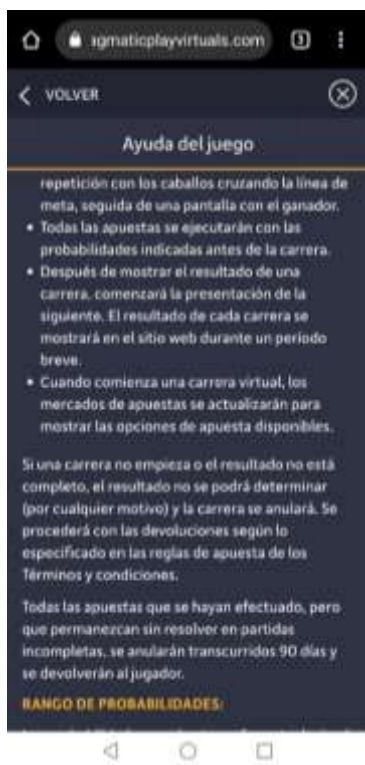 agmaticplayvirtuals.com
3
VOLVER
Ayuda del juego
repetición con los caballos cruzando la línea de
meta, seguida de una pantalla con el ganador.
• Todas las apuestas se ejecutarán con las
probabilidades indicadas antes de la carrera.
• Después de mostrar el resultado de una
carrera, comenzará la presentación de la
siguiente. El resultado de cada carrera se
mostrará en el sitio web durante un período
breve.
• Cuando comienza una carrera virtual, los
mercados de apuestas se actualizarán para
mostrar las opciones de apuesta disponibles.
Si una carrera no empieza o el resultado no está
completo, el resultado no se podrá determinar
(por cualquier motivo) y la carrera se anulará. Se
procederá con las devoluciones según lo
especificado en las reglas de apuesta de los
Términos y condiciones.
Todas las apuestas que se hayan efectuado, pero
que permanezcan sin resolver en partidas
incompletas, se anularán transcurridos 90 días y
se devolverán al jugador.
RANGO DE PROBABILIDADES: